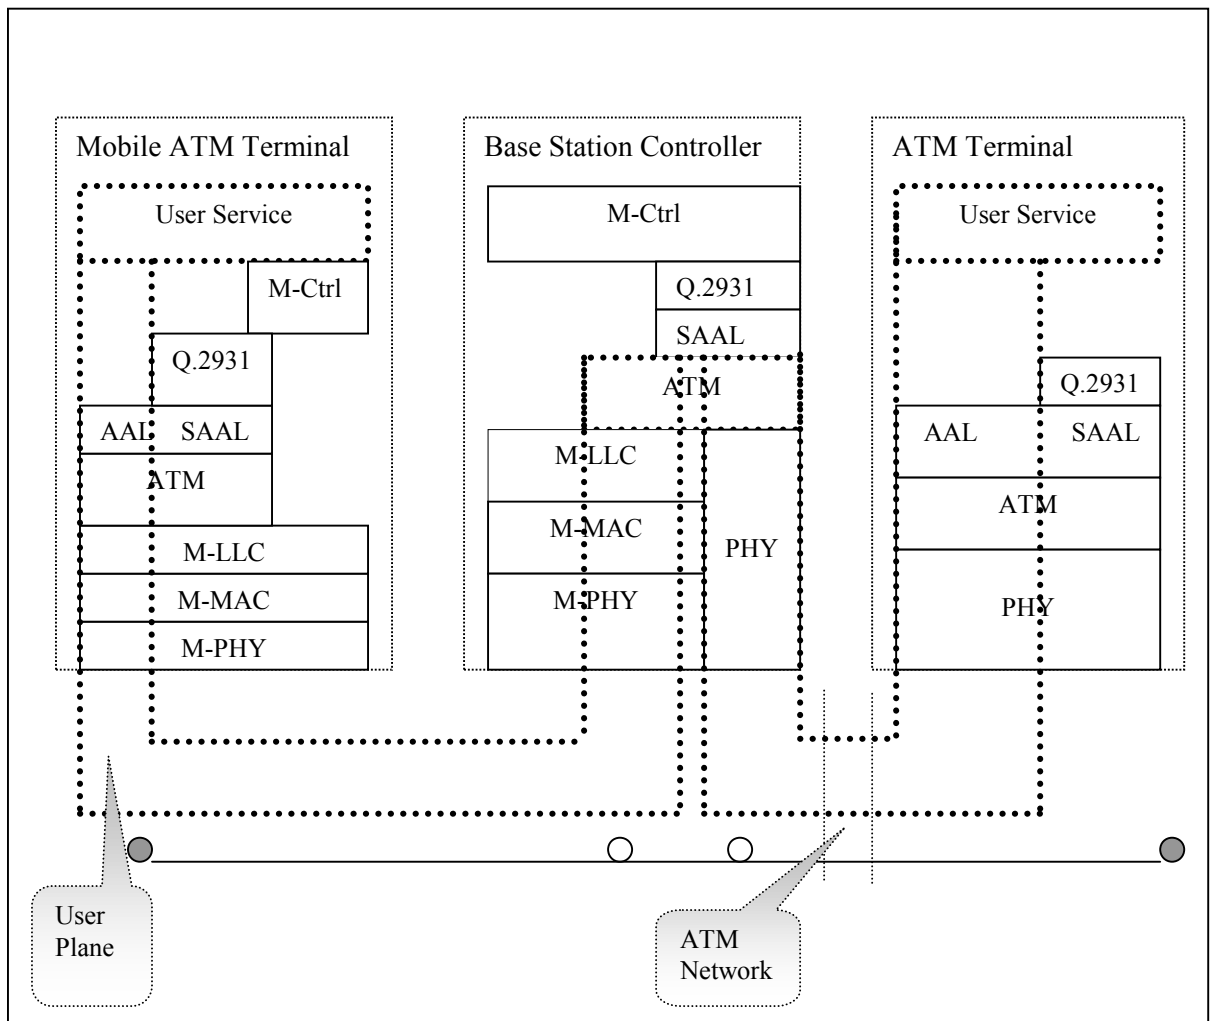 Mobile ATM Terminal
User Service
M-Ctrl
Q.2931
AAL SAAL
ATM
M-LLC
M-MAC
M-PHY
Base Station Controller
M-Ctrl
Q.2931
SAAL
ATM
M-LLC
M-MAC
PHY
M-PHY
ATM Terminal
User Service
Q.2931
AAL SAAL
ATM
PHY
User
Plane
ATM
Network